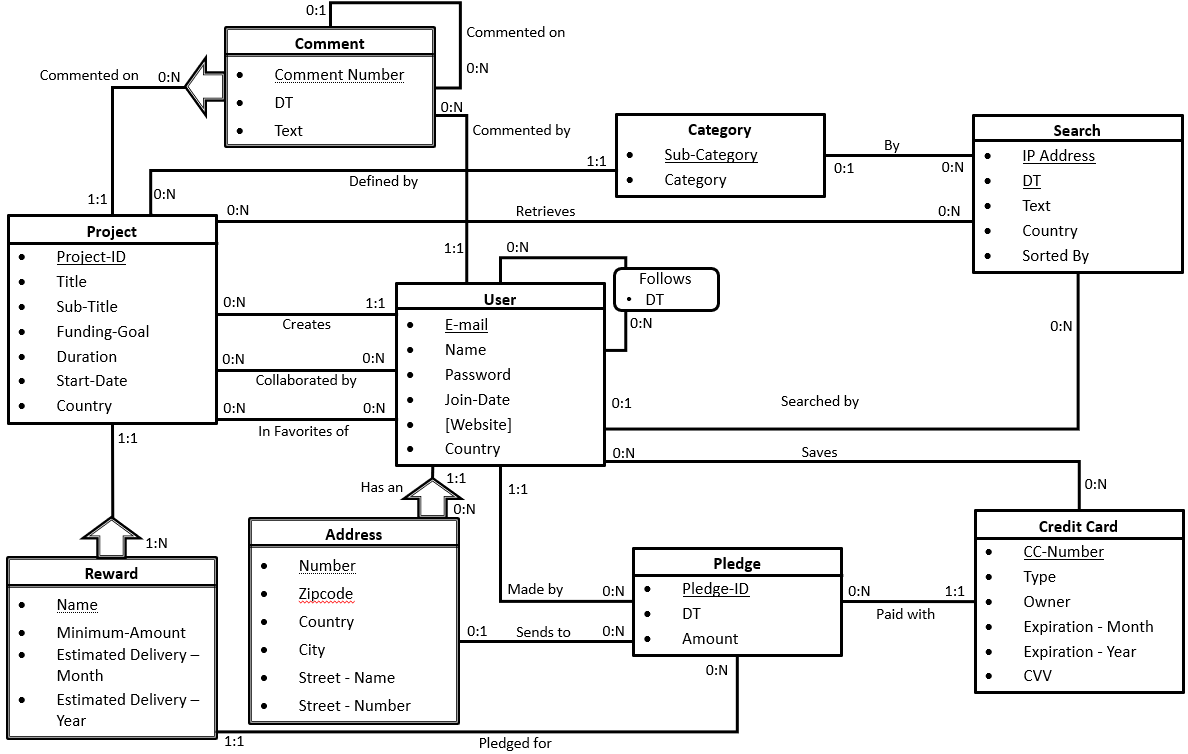 0:1
Comment
Commented on
Commented on
0:N
0:N
• Comment Number
• DT
• Text
0:N
Commented by
Category
• Sub-Category
• Category
1:1
0:1
By
0:N
Search
• IP Address
• DT
• Text
• Country
• Sorted By
Defined by
1:1
0:N
0:N
Retrieves
0:N
Project
• Project-ID
• Title
• Sub-Title
• Funding-Goal
• Duration
• Start-Date
• Country
1:1
0:N
Follows
• DT
0:N
0:N
1:1
Creates
0:N
0:N
Collaborated by
0:N
0:N
In Favorites of
User
• E-mail
• Name
• Password
• Join-Date
• [Website]
• Country
0:N
0:1
Searched by
0:N
Saves
0:N
1:1
1:N
1:1
Has an
0:N
1:1
Address
• Number
• Zipcode
• Country
• City
• Street - Name
• Street - Number
Reward
• Name
• Minimum-Amount
• Estimated Delivery –
Month
• Estimated Delivery –
Year
Made by
0:N
0:1
Sends to
0:N
Pledge
• Pledge-ID
• DT
• Amount
0:N
1:1
Paid with
Credit Card
• CC-Number
• Type
• Owner
• Expiration - Month
• Expiration - Year
• CVV
0:N
1:1
Pledged for